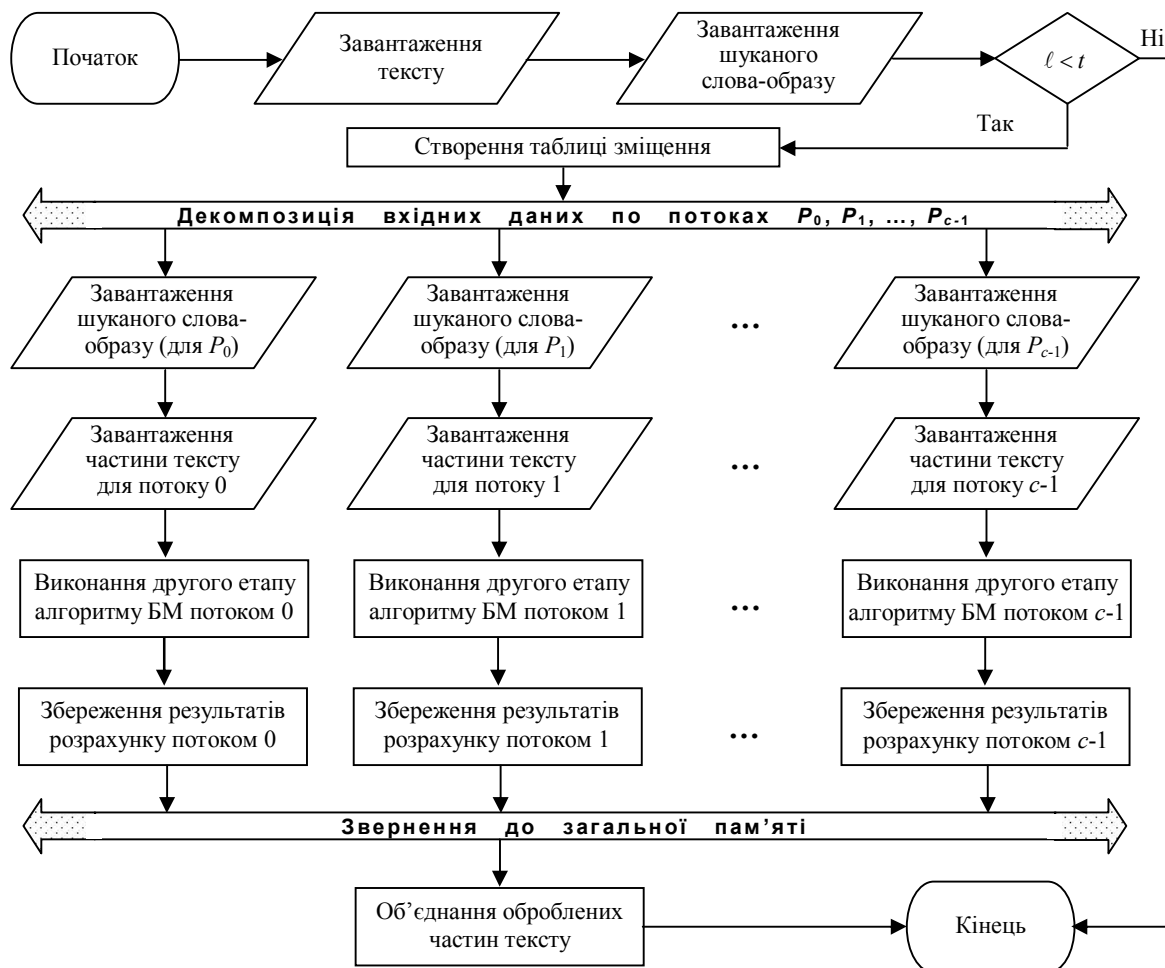 Початок
Завантаження
тексту
Завантаження
шуканого
слова-образу
ℓ < t
Ні
Так
Створення таблиці зміщення
Декомпозиція вхідних даних по потоках P0, P1, ..., Pc-1
Завантаження
шуканого слова-
образу (для P0)
Завантаження
шуканого слова-
образу (для P1)
...
Завантаження
шуканого слова-
образу (для Pc-1)
Завантаження
частини тексту
для потоку 0
Завантаження
частини тексту
для потоку 1
...
Завантаження
частини тексту
для потоку c-1
Виконання другого етапу
алгоритму БМ потоком 0
Виконання другого етапу
алгоритму БМ потоком 1
...
Виконання другого етапу
алгоритму БМ потоком c-1
Збереження результатів
розрахунку потоком 0
Збереження результатів
розрахунку потоком 1
...
Збереження результатів
розрахунку потоком c-1
Звернення до загальної пам’яті
Об’єднання оброблених
частин тексту
Кінець